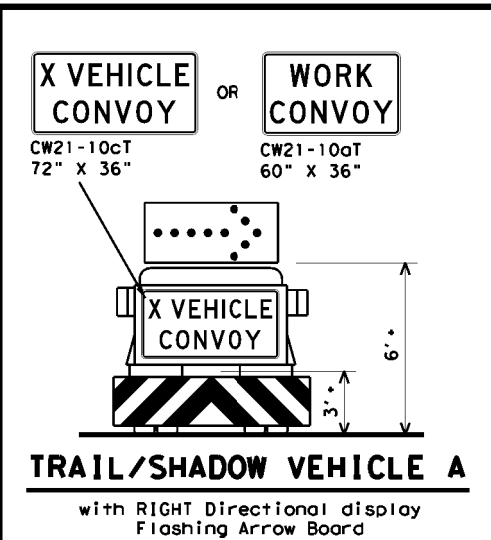 X VEHICLE
CONVOY
OR
WORK
CONVOY
CW21-10cT
72" X 36"
CW21-10aT
60" X 36"
X VEHICLE
CONVOY
6'+
3'+
TRAIL/SHADOW VEHICLE A
with RIGHT Directional display
Flashing Arrow Board